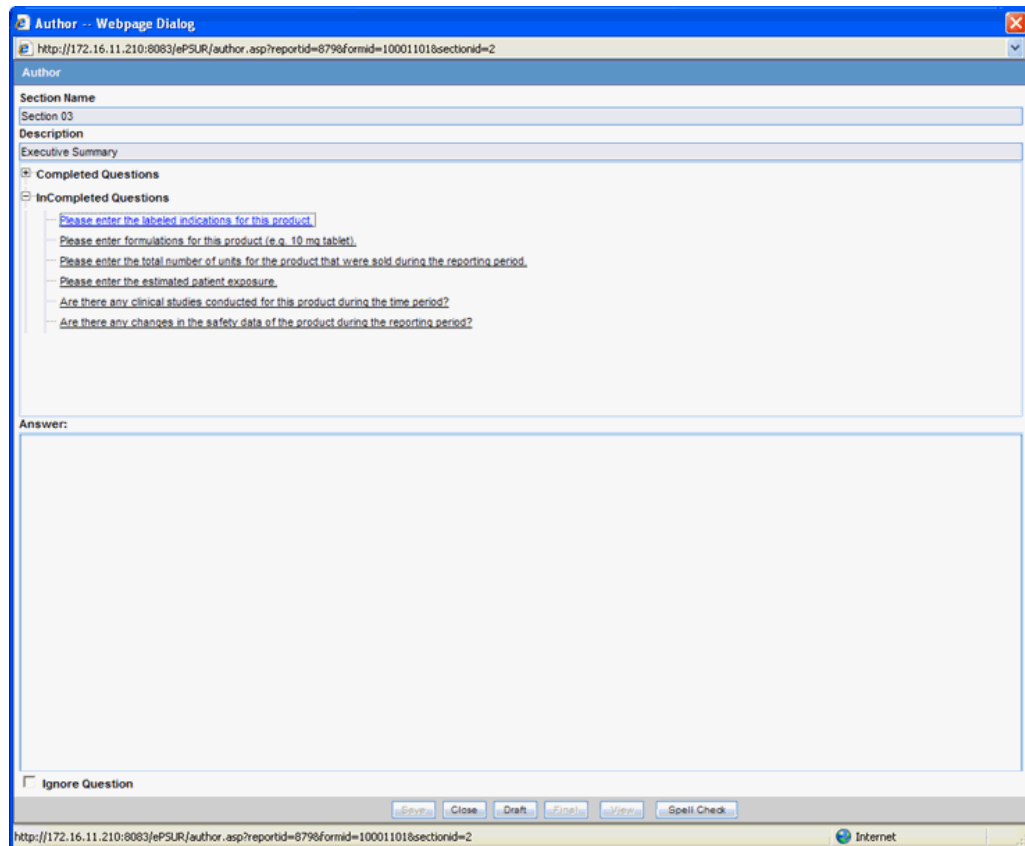 Author -- Webpage Dialog
http://172.16.11.210:8083/ePSUR/author.asp?reportid=879&formid=10001101&sectionid=2
Author
Section Name
Section 03
Description
Executive Summary
Completed Questions
InCompleted Questions
Please enter the labeled indications for this product.
Please enter formulations for this product (e.g. 10 mg tablet).
Please enter the total number of units for the product that were sold during the reporting period.
Please enter the estimated patient exposure.
Are there any clinical studies conducted for this product during the time period?
Are there any changes in the safety data of the product during the reporting period?
Answer:
Ignore Question
Save Close Draft Final View Spell Check
http://172.16.11.210:8083/ePSUR/author.asp?reportid=879&formid=10001101&sectionid=2 Internet